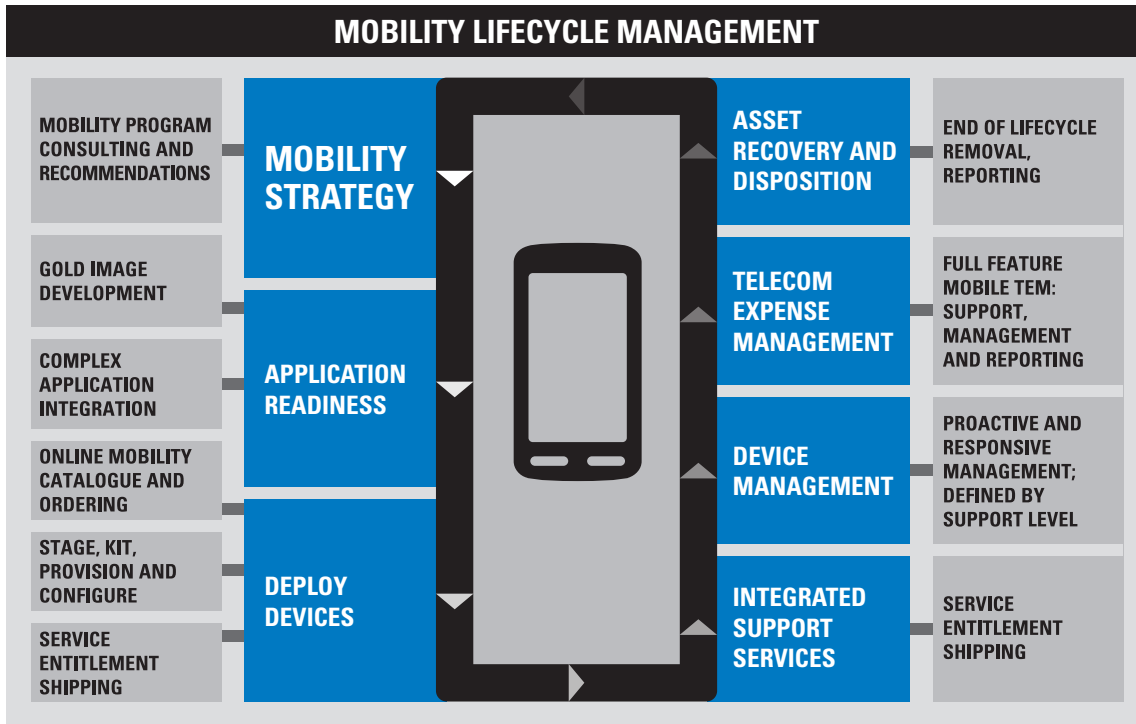 MOBILITY LIFECYCLE MANAGEMENT
MOBILITY PROGRAM
CONSULTING AND
RECOMMENDATIONS
GOLD IMAGE
DEVELOPMENT
COMPLEX
APPLICATION
INTEGRATION
ONLINE MOBILITY
CATALOGUE AND
ORDERING
STAGE, KIT,
PROVISION AND
CONFIGURE
SERVICE
ENTITLEMENT
SHIPPING
MOBILITY
STRATEGY
APPLICATION
READINESS
DEPLOY
DEVICES
ASSET
RECOVERY AND
DISPOSITION
TELECOM
EXPENSE
MANAGEMENT
DEVICE
MANAGEMENT
INTEGRATED
SUPPORT
SERVICES
END OF LIFECYCLE
REMOVAL,
REPORTING
FULL FEATURE
MOBILE TEM:
SUPPORT,
MANAGEMENT
AND REPORTING
PROACTIVE AND
RESPONSIVE
MANAGEMENT;
DEFINED BY
SUPPORT LEVEL
SERVICE
ENTITLEMENT
SHIPPING